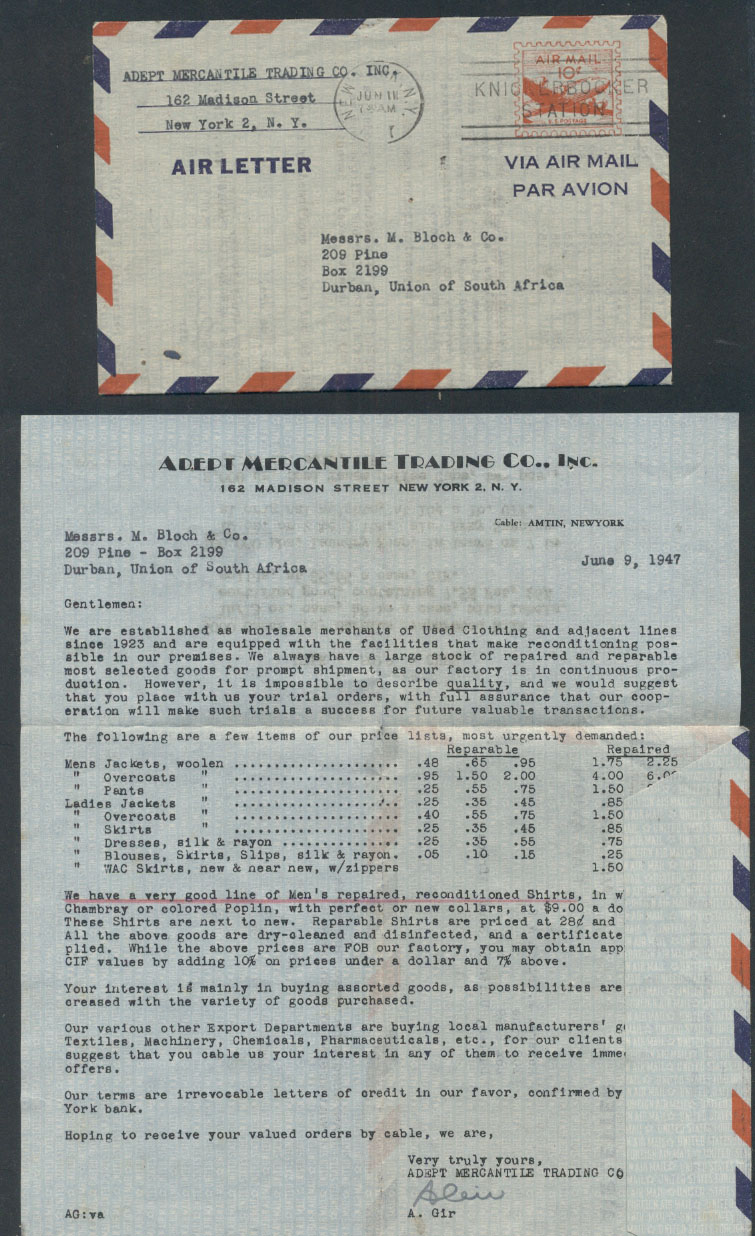 ADEPT MERCANTILE TRADING CO. INC.,
162 Madison Street
New York 2, N. Y.
NEW N.Y.
JUN 11
AM
1
AIR MAIL
10¢
U.S. POSTAGE
KNICKERBOCKER
STATION
AIR LETTER
VIA AIR MAIL
PAR AVION
Messrs. M. Bloch & Co.
209 Pine
Box 2199
Durban, Union of South Africa
ADEPT MERCANTILE TRADING CO., INC.
162 MADISON STREET NEW YORK 2, N. Y.
Cable: AMTIN, NEWYORK
Messrs. M. Bloch & Co.
209 Pine - Box 2199
Durban, Union of South Africa
June 9, 1947
Gentlemen:
We are established as wholesale merchants of Used Clothing and adjacent lines
since 1923 and are equipped with the facilities that make reconditioning pos-
sible in our premises. We always have a large stock of repaired and reparable
most selected goods for prompt shipment, as our factory is in continuous pro-
duction. However, it is impossible to describe quality, and we would suggest
that you place with us your trial orders, with full assurance that our coop-
eration will make such trials a success for future valuable transactions.
The following are a few items of our price lists, most urgently demanded:
Reparable Repaired
Mens Jackets, woolen ..................... .48 .65 .95 1.75 2.25
" Overcoats " ..................... .95 1.50 2.00 4.00 6.0
" Pants " ..................... .25 .55 .75 1.50
Ladies Jackets " ..................... .25 .35 .45 .85
" Overcoats " ..................... .40 .55 .75 1.50
" Skirts " ..................... .25 .35 .45 .85
" Dresses, silk & rayon ............... .25 .35 .55 .75
" Blouses, Skirts, Slips, silk & rayon. .05 .10 .15 .25
" WAC Skirts, new & near new, w/zippers 1.50
We have a very good line of Men's repaired, reconditioned Shirts, in w
Chambray or colored Poplin, with perfect or new collars, at $9.00 a do
These Shirts are next to new. Reparable Shirts are priced at 28¢ and
All the above goods are dry-cleaned and disinfected, and a certificate
plied. While the above prices are FOB our factory, you may obtain app
CIF values by adding 10% on prices under a dollar and 7% above.
Your interest is mainly in buying assorted goods, as possibilities are
creased with the variety of goods purchased.
Our various other Export Departments are buying local manufacturers' g
Textiles, Machinery, Chemicals, Pharmaceuticals, etc., for our clients
suggest that you cable us your interest in any of them to receive imme
offers.
Our terms are irrevocable letters of credit in our favor, confirmed by
York bank.
Hoping to receive your valued orders by cable, we are,
Very truly yours,
ADEPT MERCANTILE TRADING CO
AG:va
A. Gir